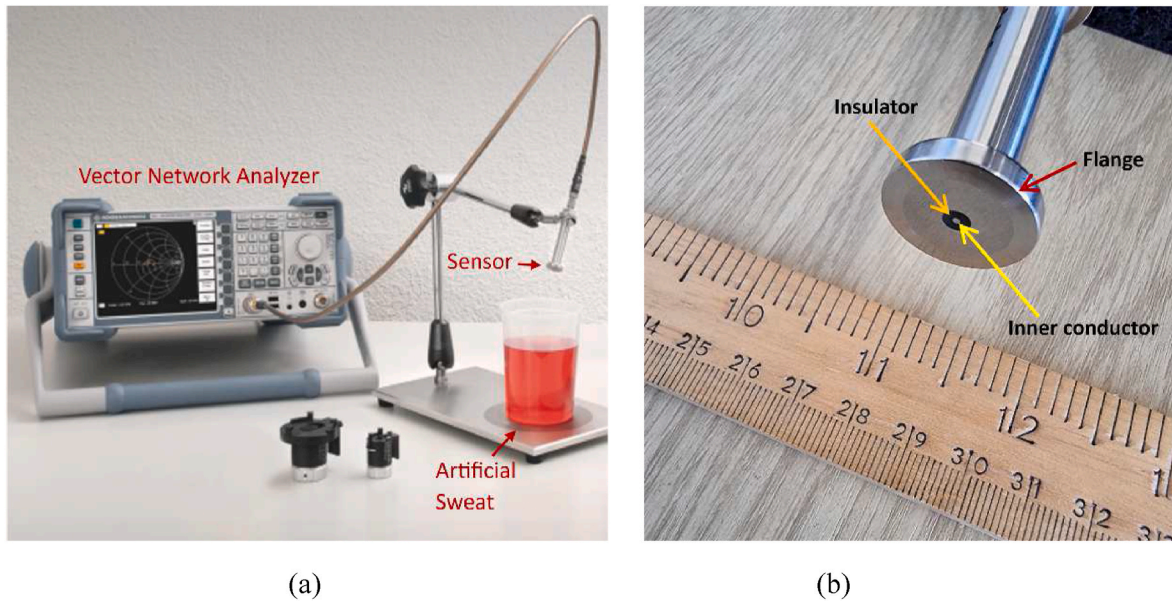 Vector Network Analyzer
Sensor
Artificial
Sweat
Insulator
Flange
Inner conductor
10
11
12
25
26
27
28
29
30
31
32
(a)
(b)